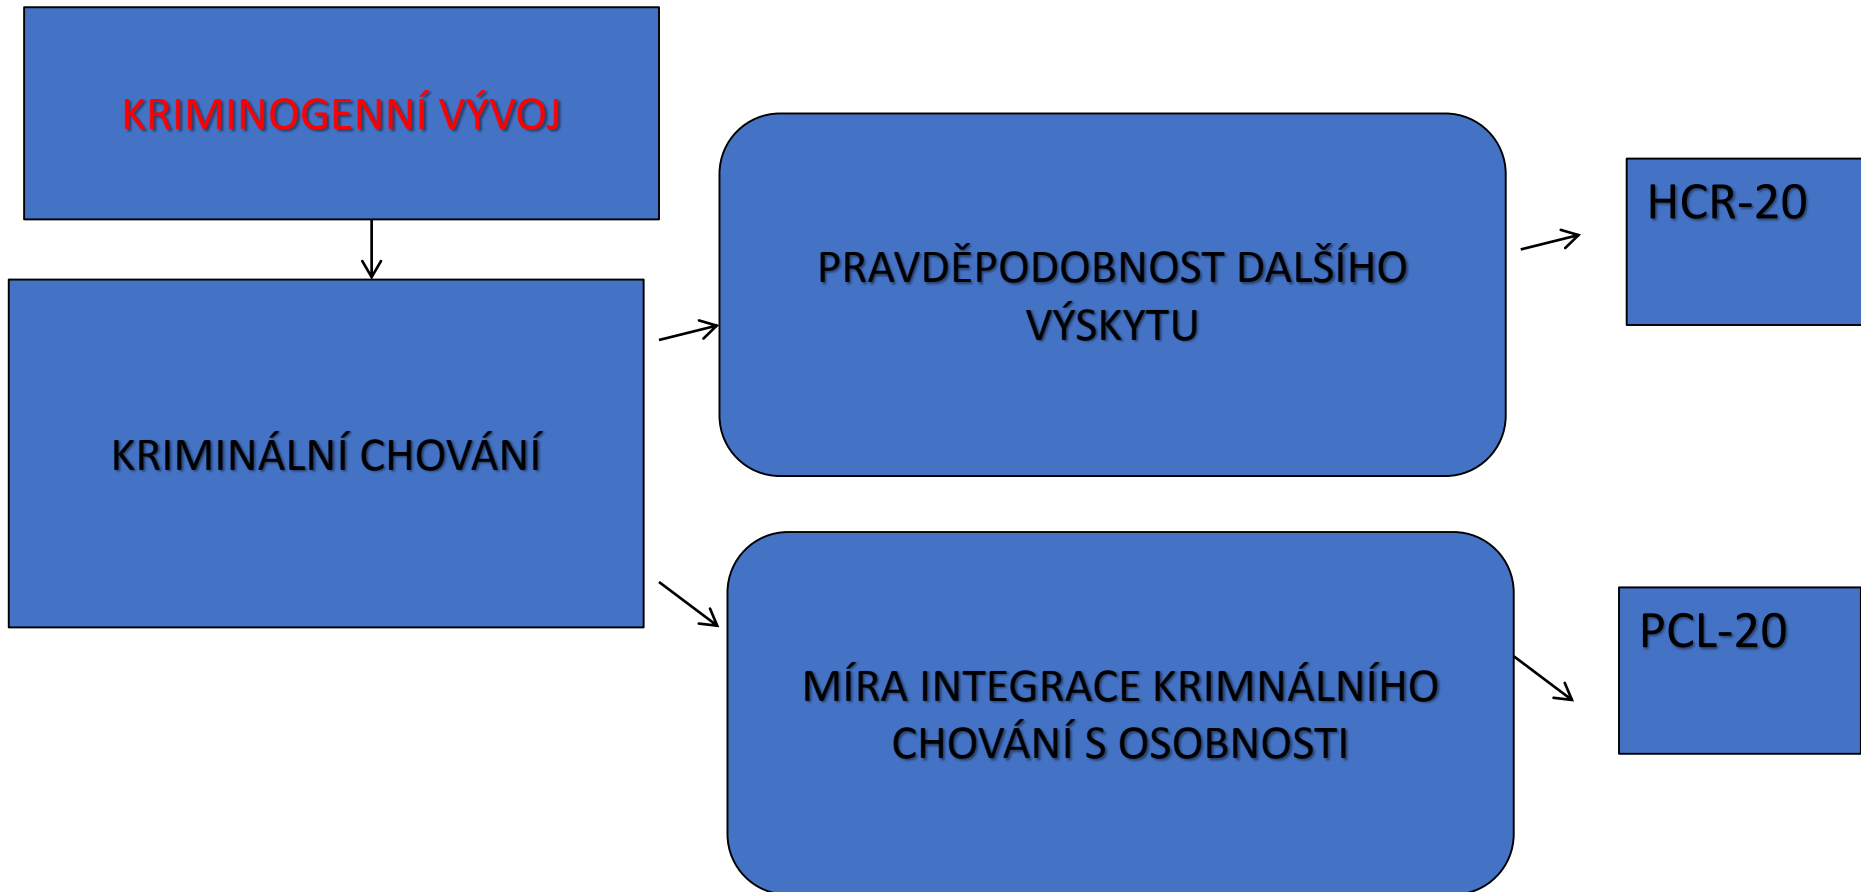 KRIMINOGENNÍ VÝVOJ
KRIMINÁLNÍ CHOVÁNÍ
PRAVDĚPODOBNOST DALŠÍHO
VÝSKYTU
HCR-20
MÍRA INTEGRACE KRIMNÁLNÍHO
CHOVÁNÍ S OSOBNOSTI
PCL-20